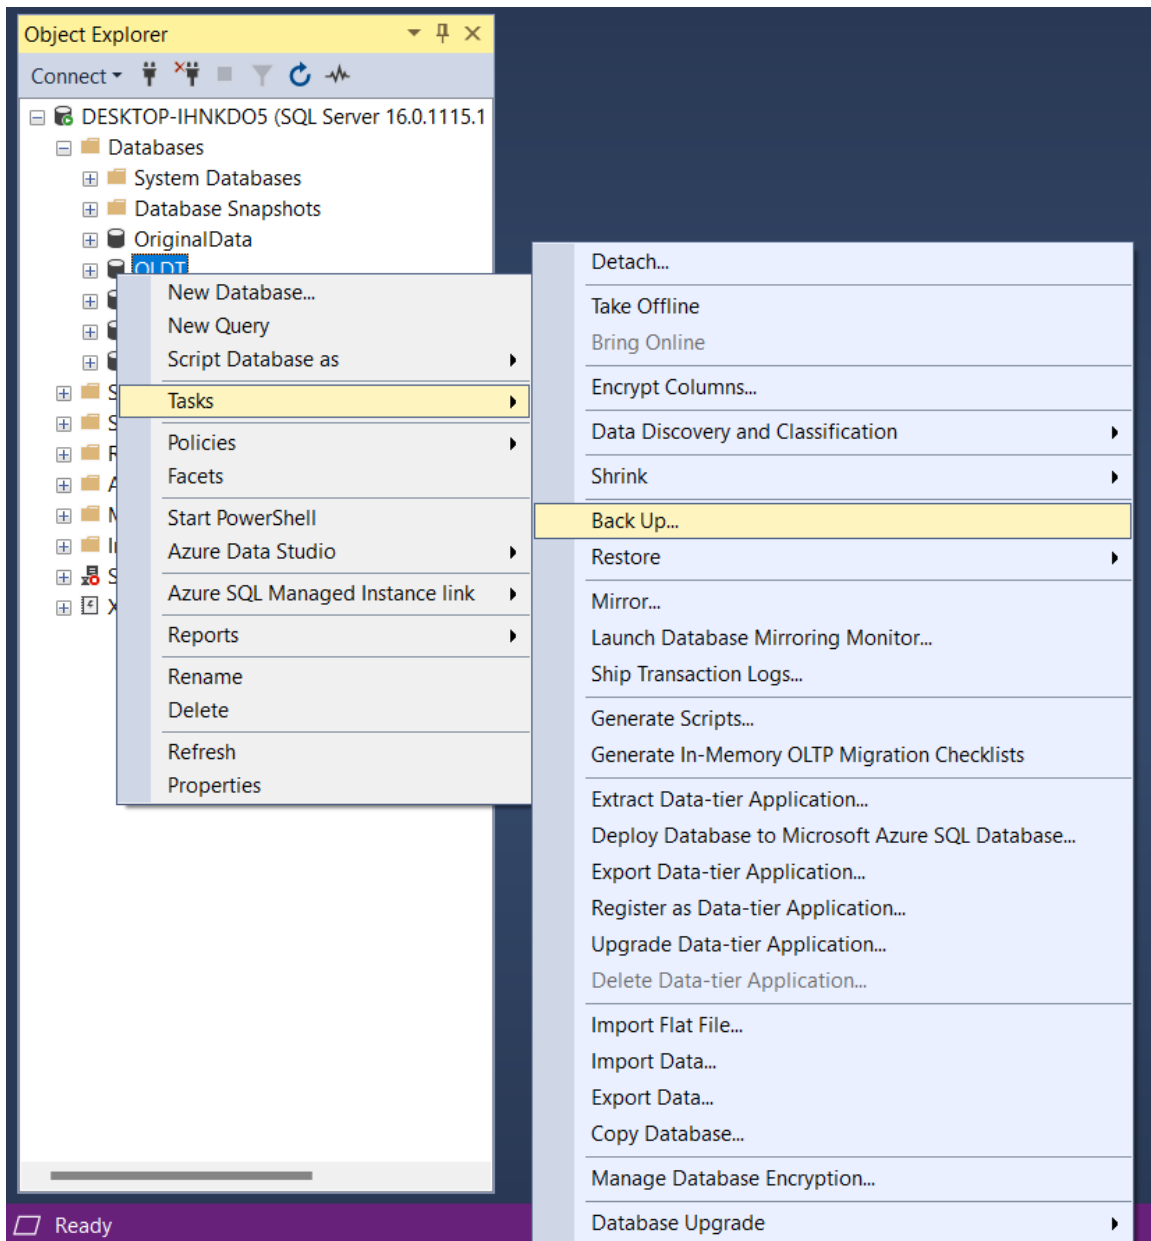 Object Explorer
Connect
DESKTOP-IHNKDO5 (SQL Server 16.0.1115.1
Databases
System Databases
Database Snapshots
OriginalData
New Database...
New Query
Script Database as
Tasks
Policies
Facets
Start PowerShell
Azure Data Studio
Azure SQL Managed Instance link
Reports
Rename
Delete
Refresh
Properties
Detach...
Take Offline
Bring Online
Encrypt Columns...
Data Discovery and Classification
Shrink
Back Up...
Restore
Mirror...
Launch Database Mirroring Monitor...
Ship Transaction Logs...
Generate Scripts...
Generate In-Memory OLTP Migration Checklists
Extract Data-tier Application...
Deploy Database to Microsoft Azure SQL Database...
Export Data-tier Application...
Register as Data-tier Application...
Upgrade Data-tier Application...
Delete Data-tier Application...
Import Flat File...
Import Data...
Export Data...
Copy Database...
Manage Database Encryption...
Database Upgrade
Ready